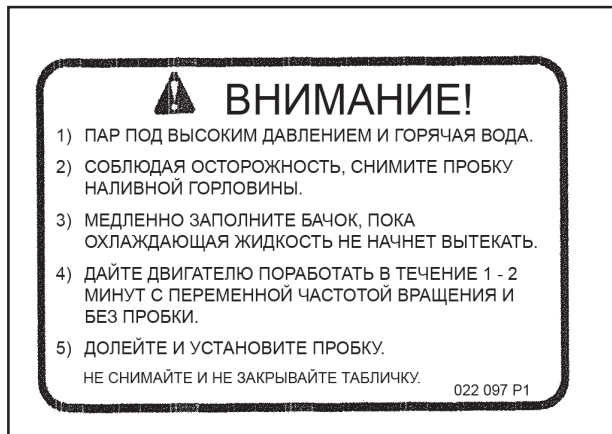 ВНИМАНИЕ!
1) ПАР ПОД ВЫСОКИМ ДАВЛЕНИЕМ И ГОРЯЧАЯ ВОДА.
2) СОБЛЮДАЯ ОСТОРОЖНОСТЬ, СНИМИТЕ ПРОБКУ
НАЛИВНОЙ ГОРЛОВИНЫ.
3) МЕДЛЕННО ЗАПОЛНИТЕ БАЧОК, ПОКА
ОХЛАЖДАЮЩАЯ ЖИДКОСТЬ НЕ НАЧНЕТ ВЫТЕКАТЬ.
4) ДАЙТЕ ДВИГАТЕЛЮ ПОРАБОТАТЬ В ТЕЧЕНИЕ 1 - 2
МИНУТ С ПЕРЕМЕННОЙ ЧАСТОТОЙ ВРАЩЕНИЯ И
БЕЗ ПРОБКИ.
5) ДОЛЕЙТЕ И УСТАНОВИТЕ ПРОБКУ.
НЕ СНИМАЙТЕ И НЕ ЗАКРЫВАЙТЕ ТАБЛИЧКУ.
022 097 P1